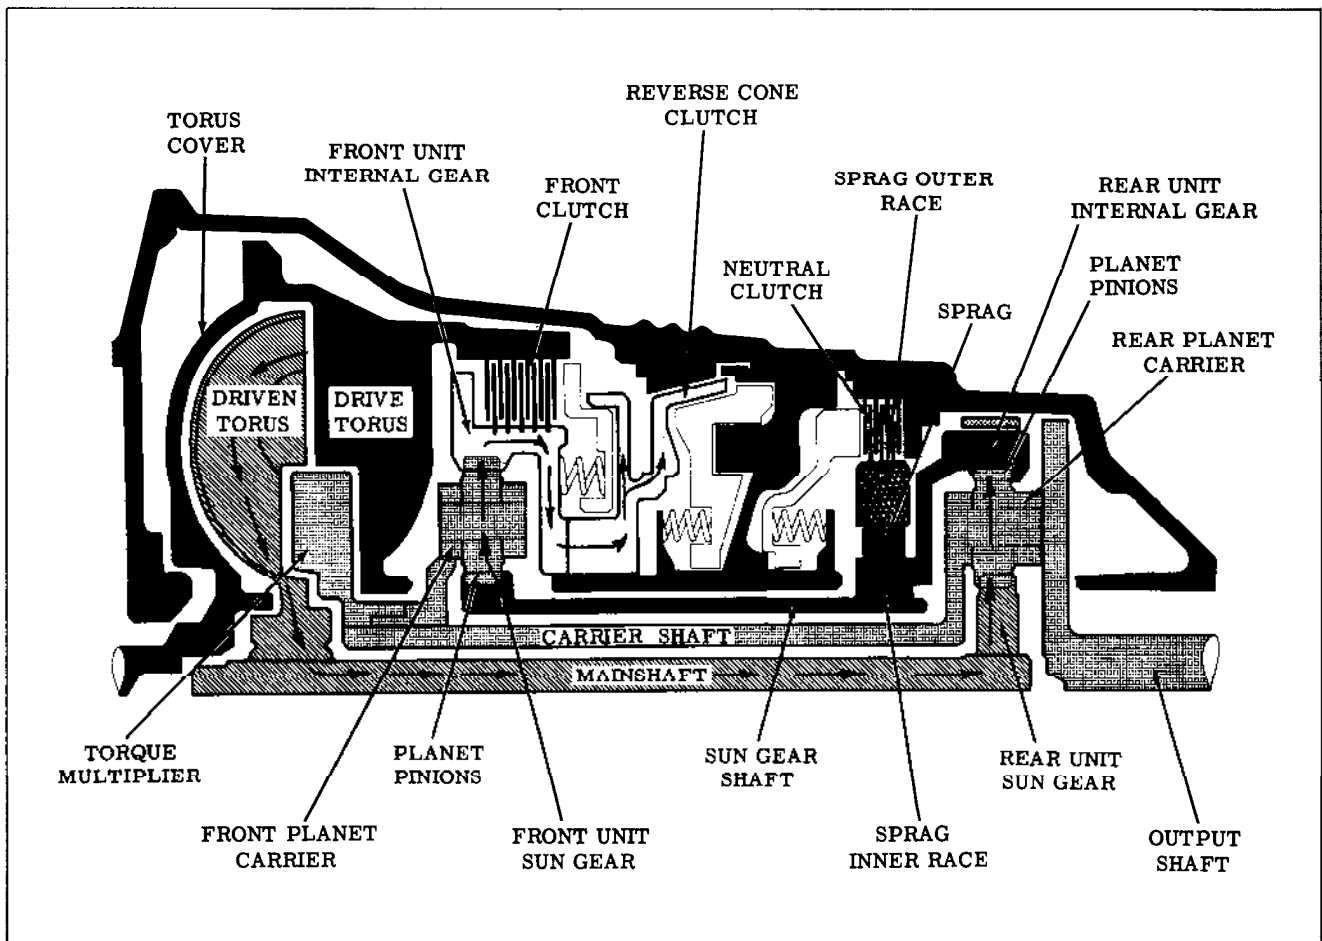 REVERSE CONE
CLUTCH
TORUS
COVER
FRONT UNIT
INTERNAL GEAR
FRONT
CLUTCH
SPRAG OUTER
RACE
REAR UNIT
INTERNAL GEAR
NEUTRAL
CLUTCH
PLANET
PINIONS
SPRAG
REAR PLANET
CARRIER
DRIVEN
TORUS
DRIVE
TORUS
CARRIER SHAFT
MAINSHAFT
TORQUE
MULTIPLIER
PLANET
PINIONS
SUN GEAR
SHAFT
REAR UNIT
SUN GEAR
FRONT PLANET
CARRIER
FRONT UNIT
SUN GEAR
SPRAG
INNER RACE
OUTPUT
SHAFT